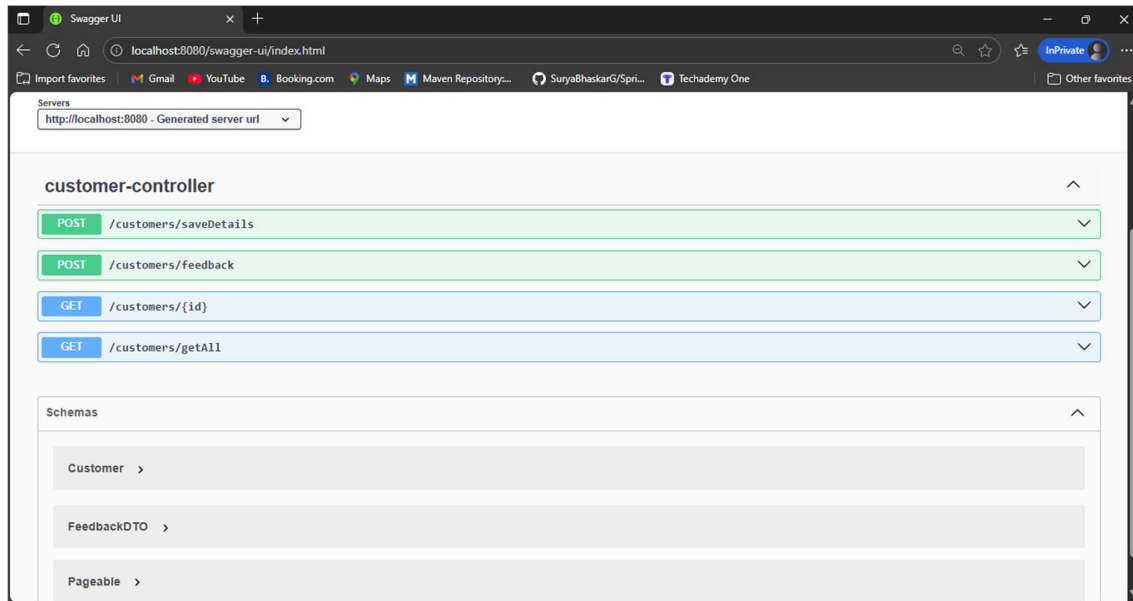 Swagger UI
localhost:8080/swagger-ui/index.html
InPrivate
Import favorites Gmail YouTube B. Booking.com Maps M Maven Repository:... SuryaBhaskarG/Spri... T Techademy One Other favorites
Servers
http://localhost:8080 - Generated server url
customer-controller
POST /customers/saveDetails
POST /customers/feedback
GET /customers/{id}
GET /customers/getAll
Schemas
Customer
FeedbackDTO
Pageable